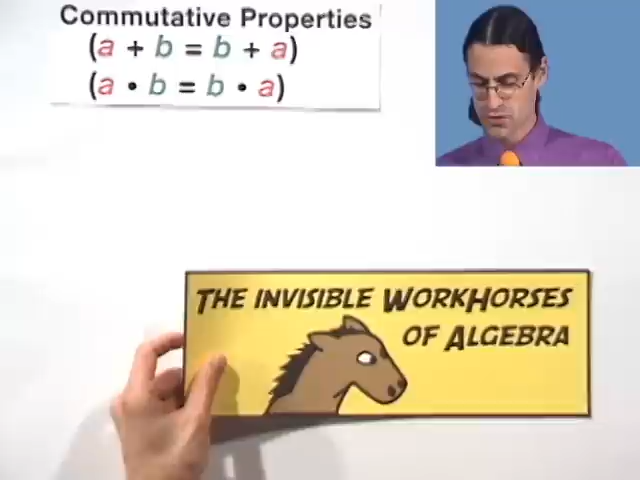 Commutative Properties
(a + b = b + a)
(a • b = b • a)
THE INVISIBLE WORKHORSES
OF ALGEBRA